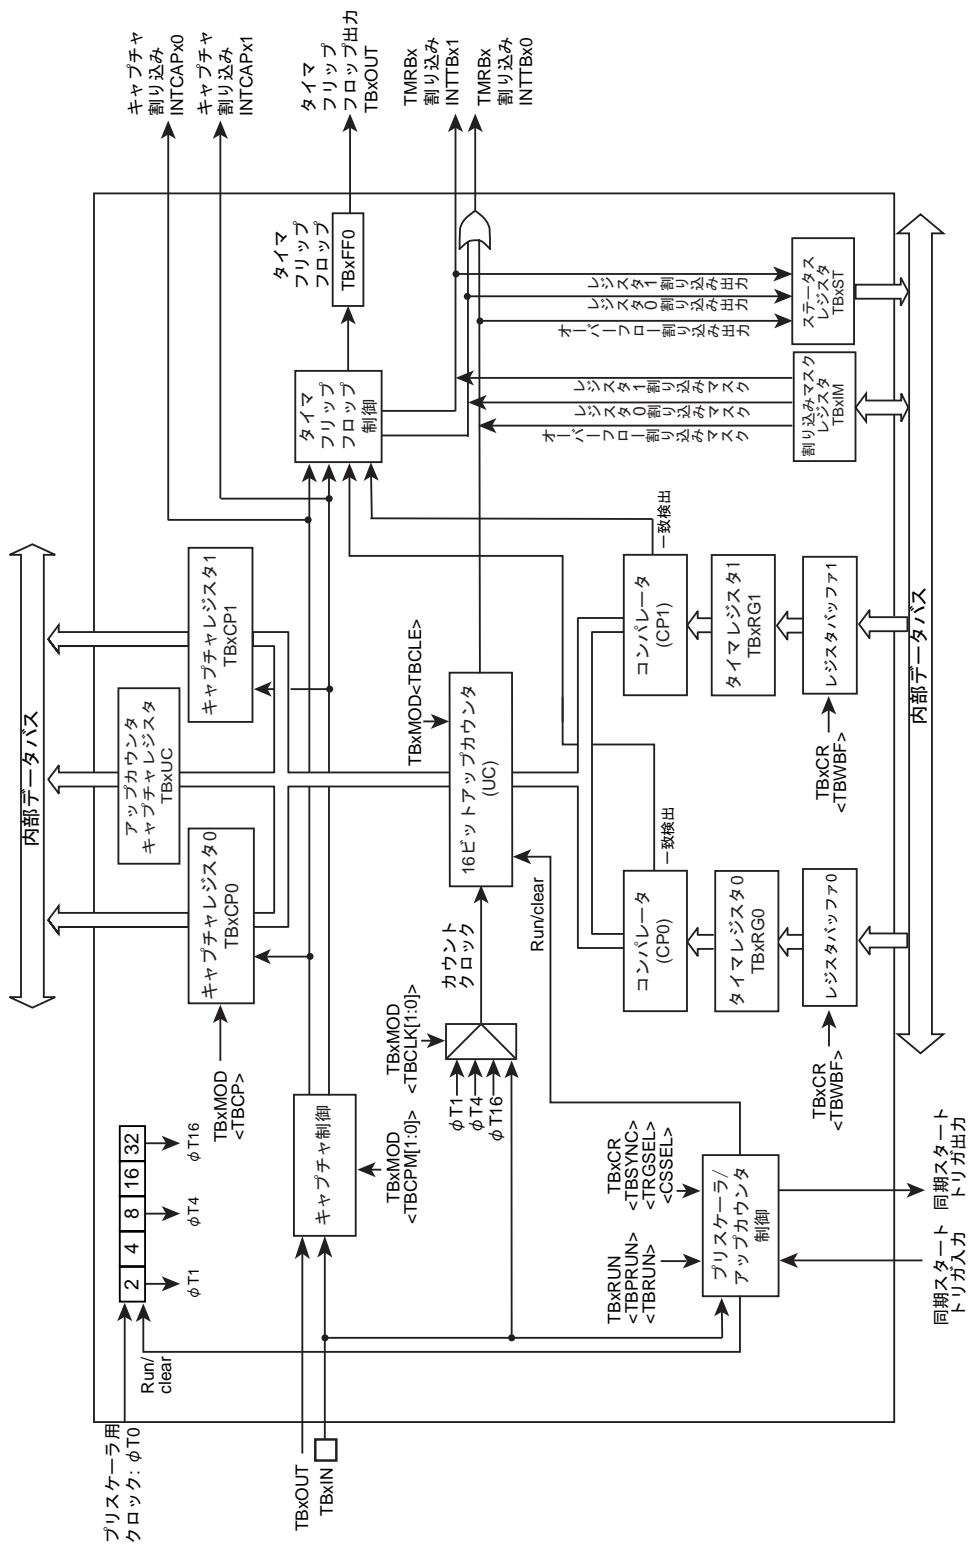 プリスケーラ用
クロック: φT0
2 4 8 16 32
φT1
φT4
φT16
Run/
clear
TBxOUT
TBxIN
TBxMOD
<TBCP>
キャプチャ制御
TBxMOD
<TBCPM[1:0]>
内部データバス
キャプチャレジスタ0
TBxCP0
アップカウンタ
キャプチャレジスタ
TBxUC
キャプチャレジスタ1
TBxCP1
キャプチャ
割り込み
INTCAPx0
キャプチャ
割り込み
INTCAPx1
タイマ
フリップ
フロップ
制御
タイマ
フリップ
フロップ
TBxFF0
タイマ
フリップ
フロップ出力
TBxOUT
TMRBx
割り込み
INTTBx1
TMRBx
割り込み
INTTBx0
TBxMOD
<TBCLK[1:0]>
φT1
φT4
φT16
カウント
クロック
16ビットアップカウンタ
(UC)
TBxMOD<TBCLE>
Run/clear
TBxRUN
<TBPRUN>
<TBRUN>
TBxCR
<TBSYNC>
<TRGSEL>
<CSSEL>
プリスケーラ/
アップカウンタ
制御
同期スタート
トリガ入力
同期スタート
トリガ出力
一致検出
コンパレータ
(CP0)
タイマレジスタ0
TBxRG0
レジスタバッファ0
TBxCR
<TBWBF>
一致検出
コンパレータ
(CP1)
タイマレジスタ1
TBxRG1
レジスタバッファ1
TBxCR
<TBWBF>
レジスタ1割り込みマスク
レジスタ0割り込みマスク
オーバーフロー割り込みマスク
割り込みマスク
レジスタ
TBxIM
レジスタ1割り込み出力
レジスタ0割り込み出力
オーバーフロー割り込み出力
ステータス
レジスタ
TBxST
内部データバス